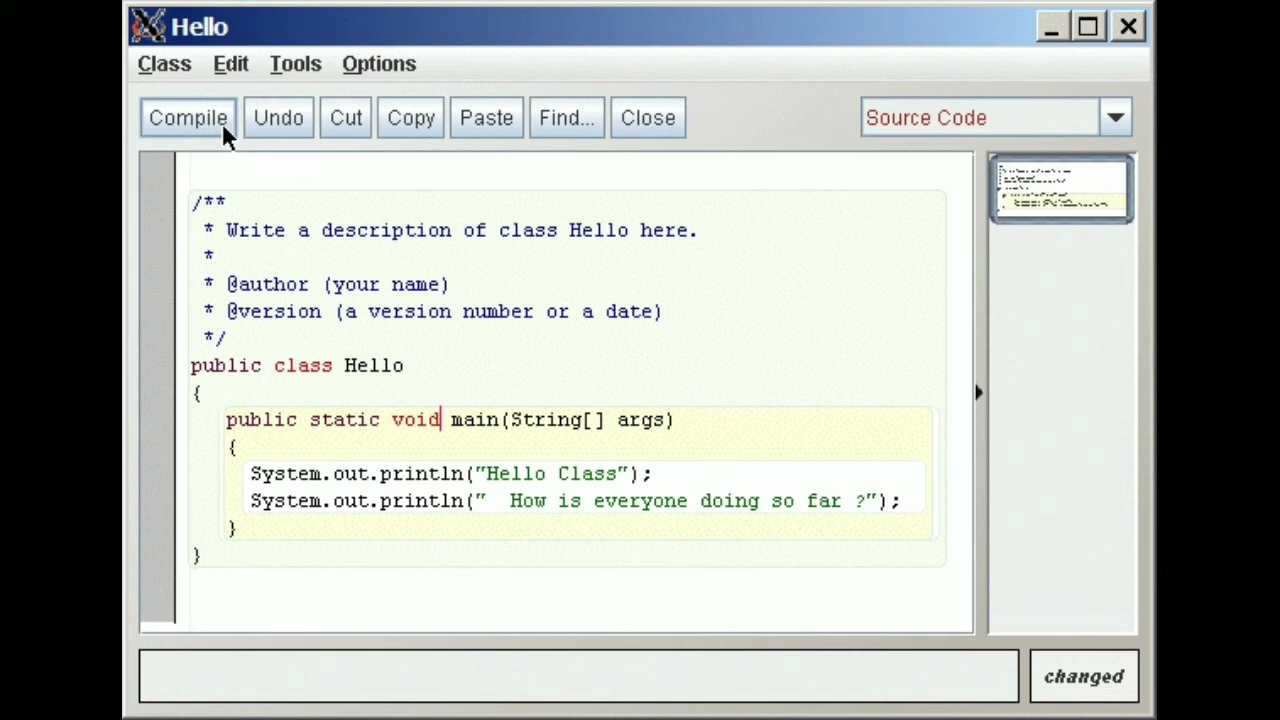 Hello
Class Edit Tools Options
Compile Undo Cut Copy Paste Find... Close Source Code
/**
 * Write a description of class Hello here.
 *
 * @author (your name)
 * @version (a version number or a date)
 */
public class Hello
{
   public static void main(String[] args)
   {
     System.out.println("Hello Class");
     System.out.println("  How is everyone doing so far ?");
   }
}
changed